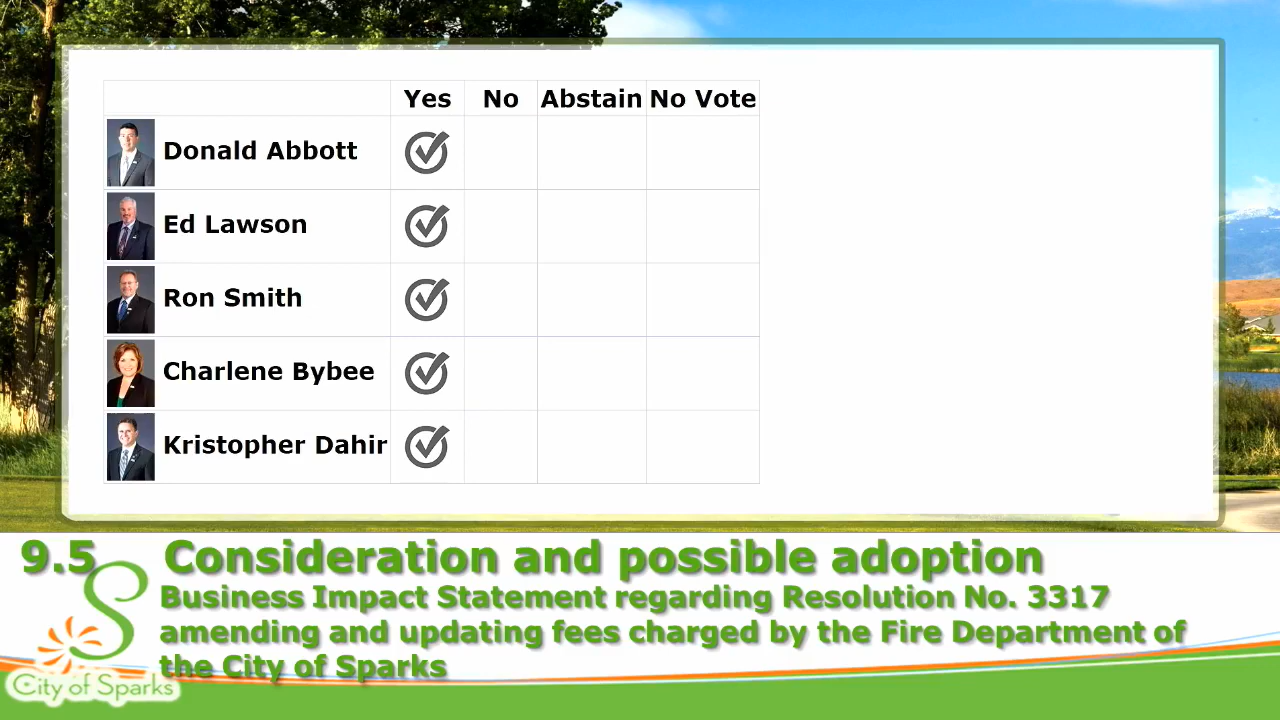 Yes No Abstain No Vote
Donald Abbott
Ed Lawson
Ron Smith
Charlene Bybee
Kristopher Dahir
9.5 Consideration and possible adoption
Business Impact Statement regarding Resolution No. 3317
amending and updating fees charged by the Fire Department of
the City of Sparks
City of Sparks